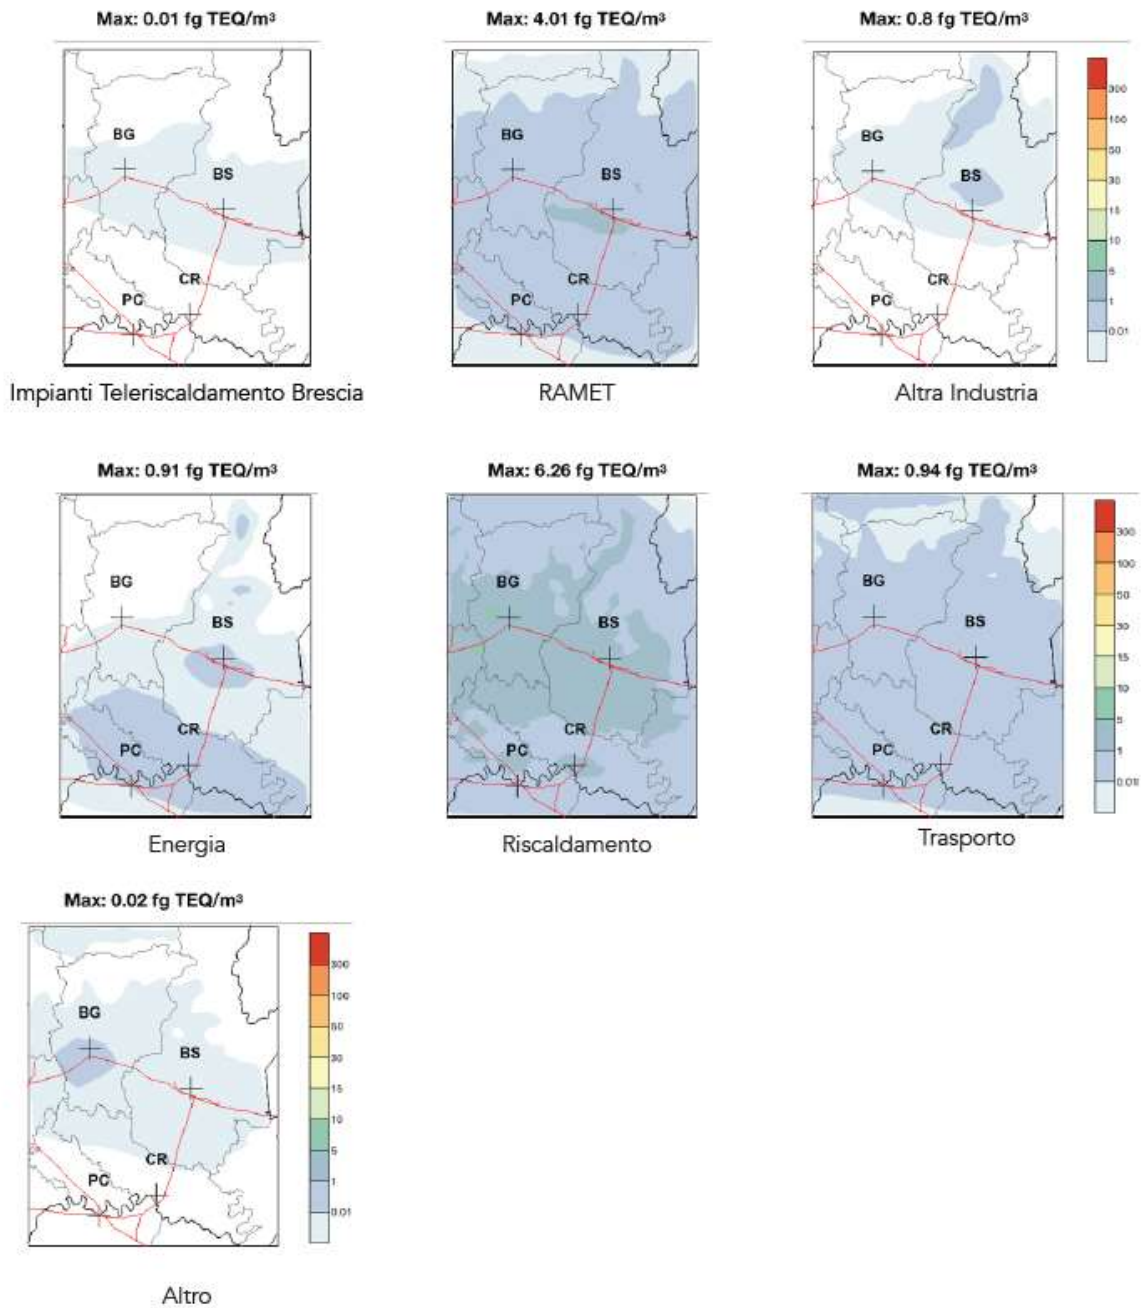 Max: 0.01 fg TEQ/m³
Max: 4.01 fg TEQ/m³
Max: 0.8 fg TEQ/m³
BG
BS
CR
PC
BG
BS
CR
PC
BG
BS
CR
PC
300
100
50
30
15
10
5
1
0.01
Impianti Teleriscaldamento Brescia
RAMET
Altra Industria
Max: 0.91 fg TEQ/m³
Max: 6.26 fg TEQ/m³
Max: 0.94 fg TEQ/m³
BG
BS
CR
PC
BG
BS
CR
PC
BG
BS
CR
PC
300
100
50
30
15
10
5
1
0.01
Energia
Riscaldamento
Trasporto
Max: 0.02 fg TEQ/m³
BG
BS
CR
PC
300
100
50
30
15
10
5
1
0.01
Altro